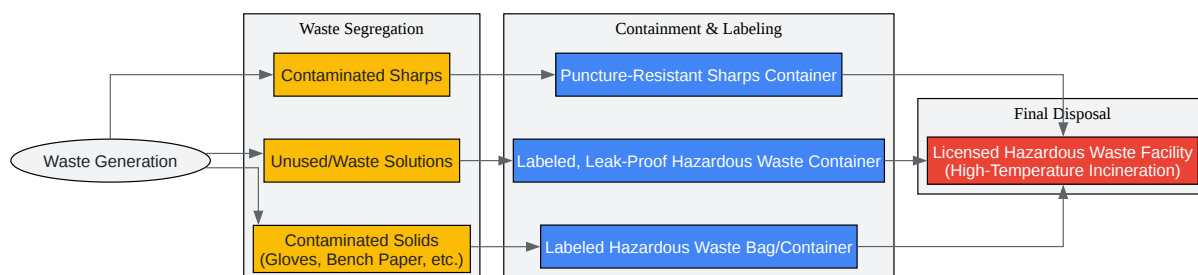 Waste Segregation
Containment & Labeling
Contaminated Sharps
Puncture-Resistant Sharps Container
Final Disposal
Waste Generation
Unused/Waste Solutions
Labeled, Leak-Proof Hazardous Waste Container
Licensed Hazardous Waste Facility
(High-Temperature Incineration)
Contaminated Solids
(Gloves, Bench Paper, etc.)
Labeled Hazardous Waste Bag/Container